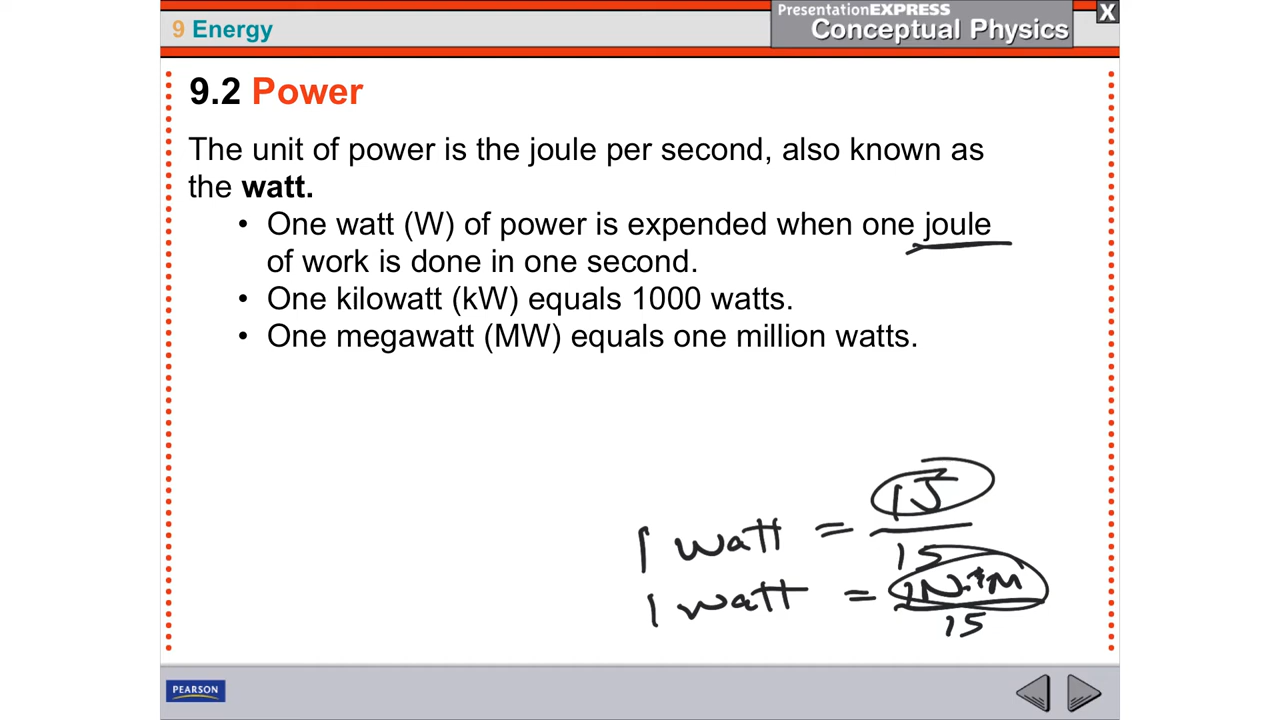 PresentationEXPRESS
X
9 Energy
Conceptual Physics
9.2 Power
The unit of power is the joule per second, also known as
the watt.
• One watt (W) of power is expended when one joule
of work is done in one second.
• One kilowatt (kW) equals 1000 watts.
• One megawatt (MW) equals one million watts.
1 watt = 1J
1S
1 watt = 1N*M
1S
PEARSON